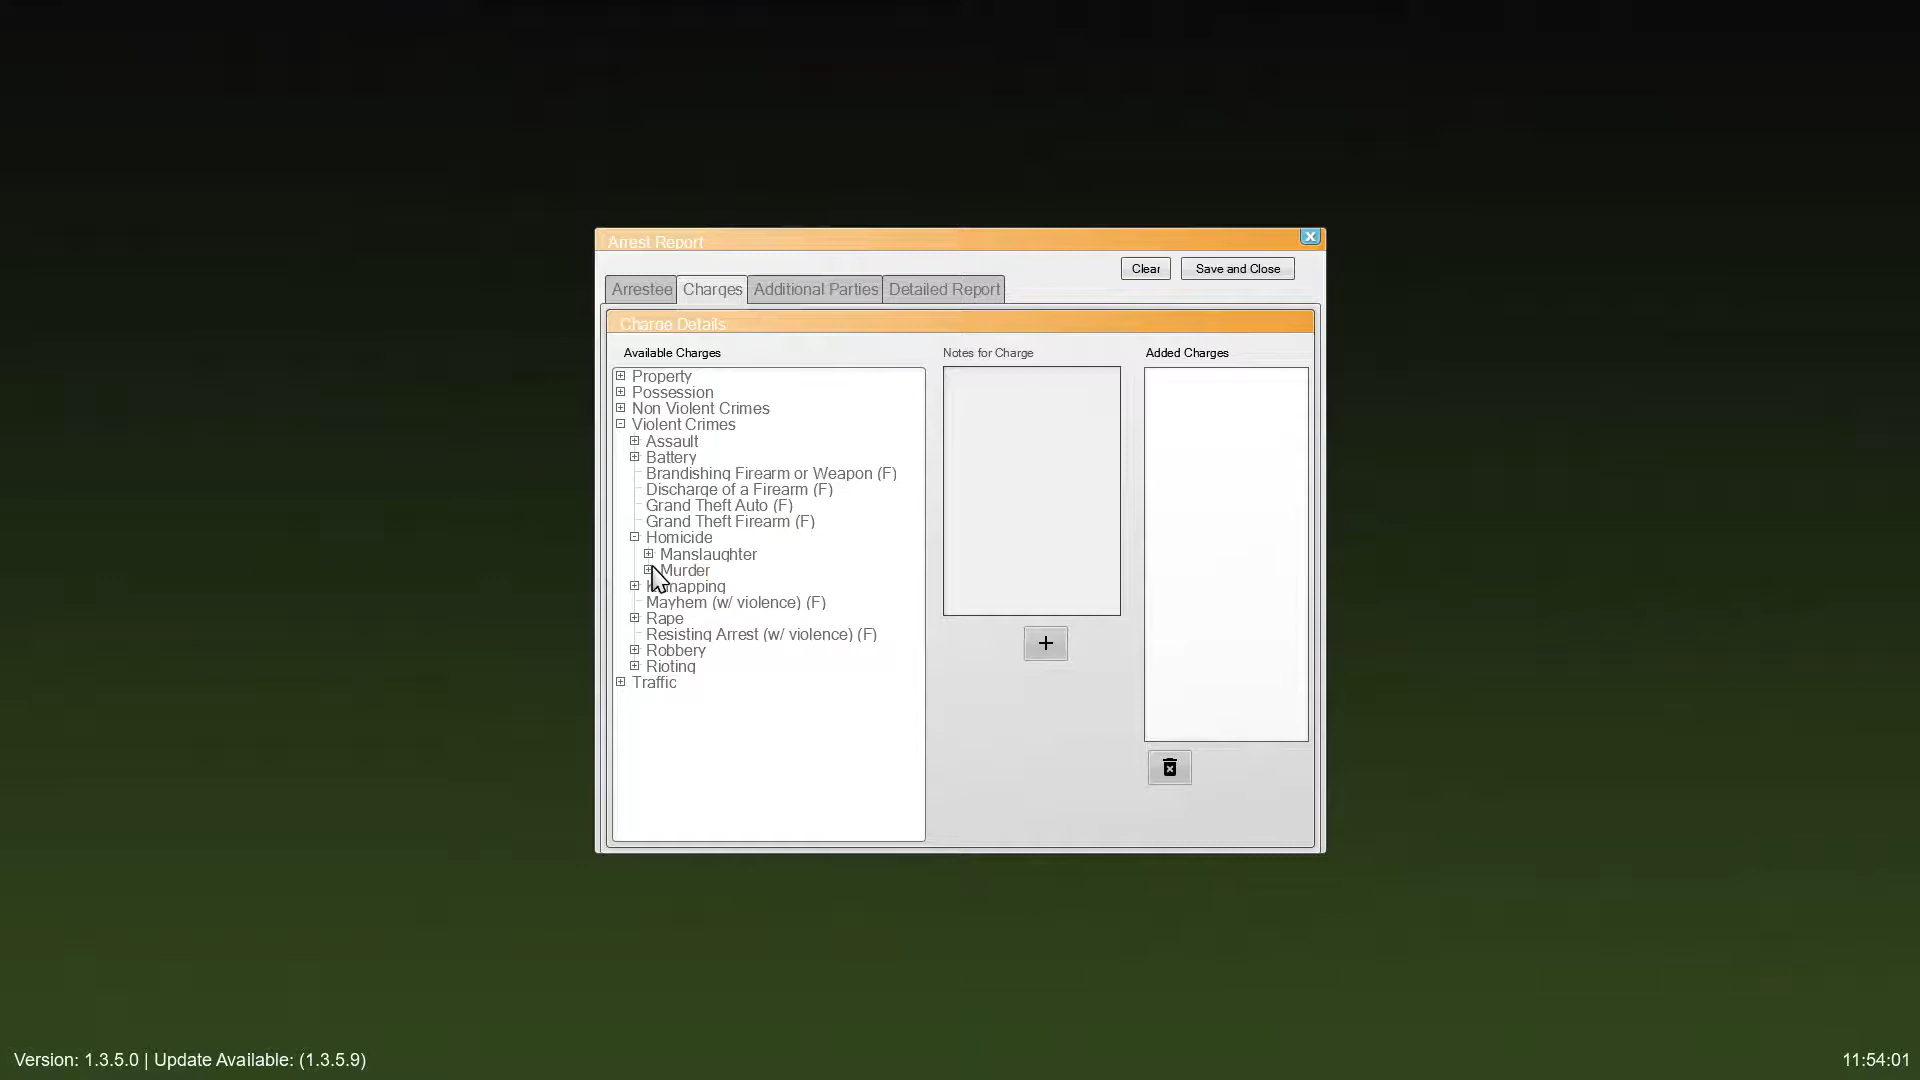 Arrest Report
Clear
Save and Close
Arrestee
Charges
Additional Parties
Detailed Report
Charge Details
Available Charges
Notes for Charge
Added Charges
Property
Possession
Non Violent Crimes
Violent Crimes
Assault
Battery
Brandishing Firearm or Weapon (F)
Discharge of a Firearm (F)
Grand Theft Auto (F)
Grand Theft Firearm (F)
Homicide
Manslaughter
Murder
Kidnapping
Mayhem (w/ violence) (F)
Rape
Resisting Arrest (w/ violence) (F)
Robbery
Rioting
Traffic
Version: 1.3.5.0 | Update Available: (1.3.5.9)
11:54:01